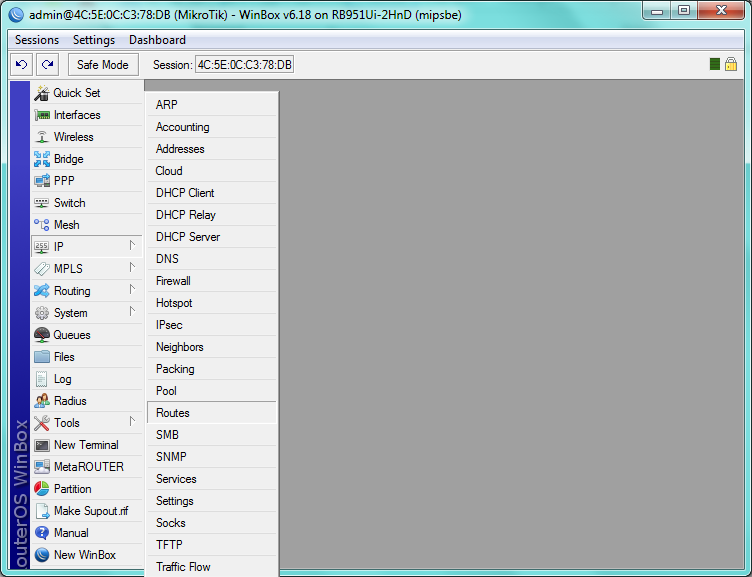 admin@4C:5E:0C:C3:78:DB (MikroTik) - WinBox v6.18 on RB951Ui-2HnD (mipsbe)
Sessions Settings Dashboard
Safe Mode Session: 4C:5E:0C:C3:78:DB
Quick Set
Interfaces
Wireless
Bridge
PPP
Switch
Mesh
IP
MPLS
Routing
System
Queues
Files
Log
Radius
Tools
New Terminal
MetaROUTER
Partition
Make Supout.rif
Manual
New WinBox
ARP
Accounting
Addresses
Cloud
DHCP Client
DHCP Relay
DHCP Server
DNS
Firewall
Hotspot
IPsec
Neighbors
Packing
Pool
Routes
SMB
SNMP
Services
Settings
Socks
TFTP
Traffic Flow
outerOS WinBox